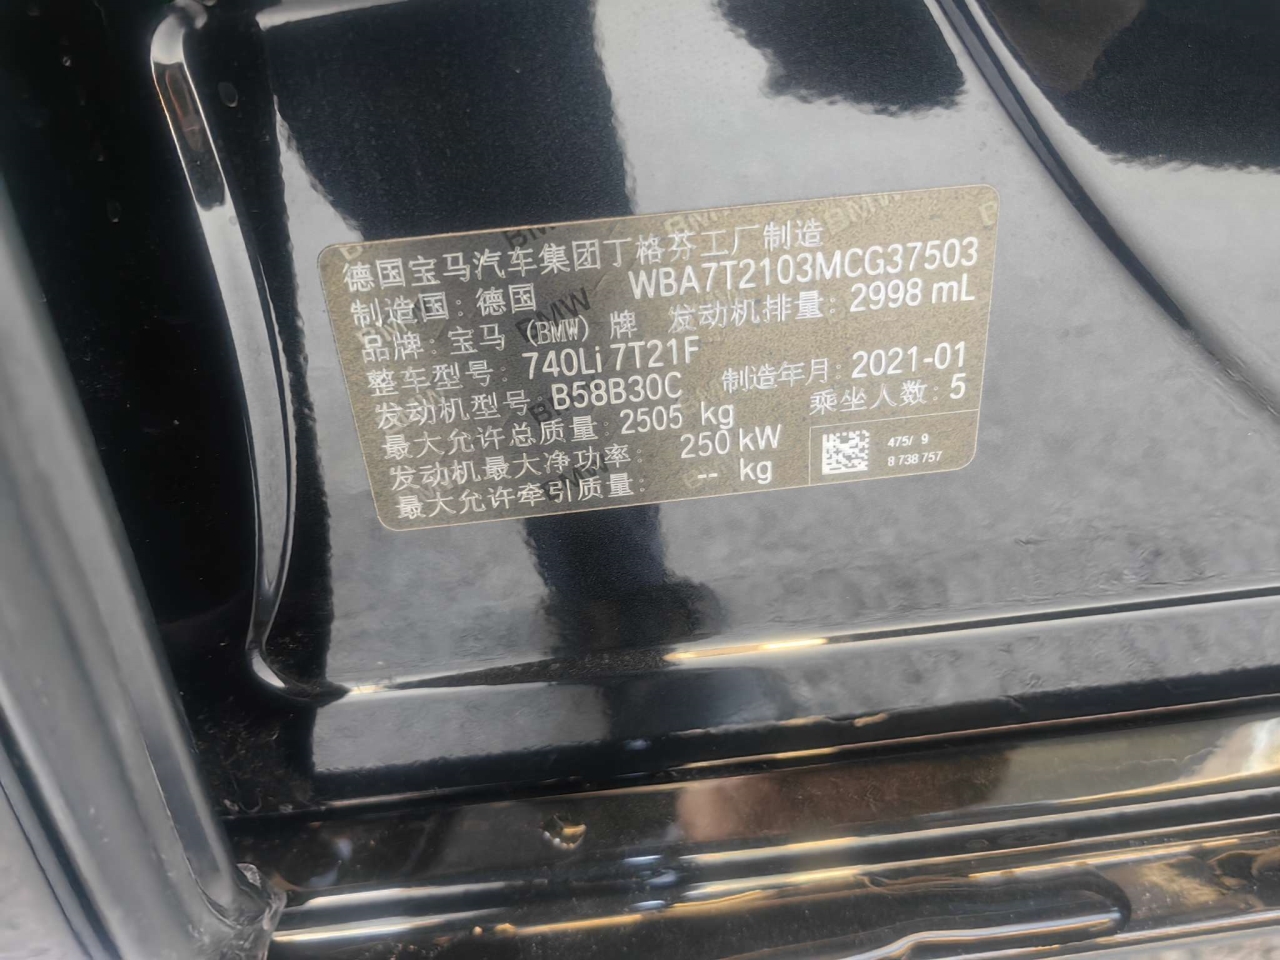 德国宝马汽车集团丁格芬工厂制造
制造国：德国 WBA7T2103MCG37503
品牌：宝马 (BMW) 牌 发动机排量：2998 mL
整车型号：740Li 7T21F
发动机型号：B58B30C 制造年月：2021-01
最大允许总质量：2505 kg 乘坐人数：5
发动机最大净功率：250 kW
最大允许牵引质量：-- kg
475/ 9
8 738 757